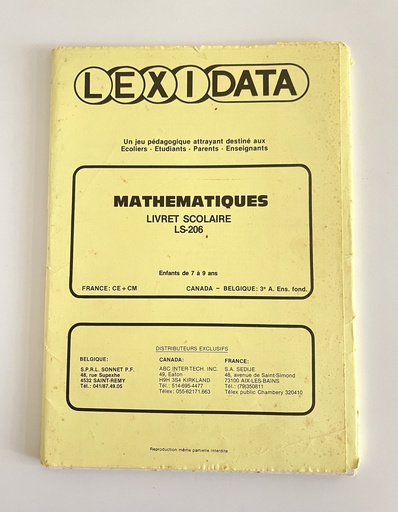 LEXIDATA
Un jeu pédagogique attrayant destiné aux
Ecoliers - Etudiants - Parents - Enseignants
MATHEMATIQUES
LIVRET SCOLAIRE
LS-206
Enfants de 7 à 9 ans
FRANCE: CE + CM CANADA - BELGIQUE: 3e A. Ens. fond.
DISTRIBUTEURS EXCLUSIFS
BELGIQUE:
S.P.R.L. SONNET P.F.
48, rue Supexhe
4532 SAINT-REMY
Tél.: 041/87.49.05
CANADA:
ABC INTER-TECH. INC.
49, Eaton
H9H 3S4 KIRKLAND
Tél.: 514-695-4477
Télex: 055-62171.663
FRANCE:
S.A. SEDIJE
48, avenue de Saint-Simond
73100 AIX-LES-BAINS
Tél.: (79)350811
Télex public Chambery 320410
Reproduction même partielle interdite